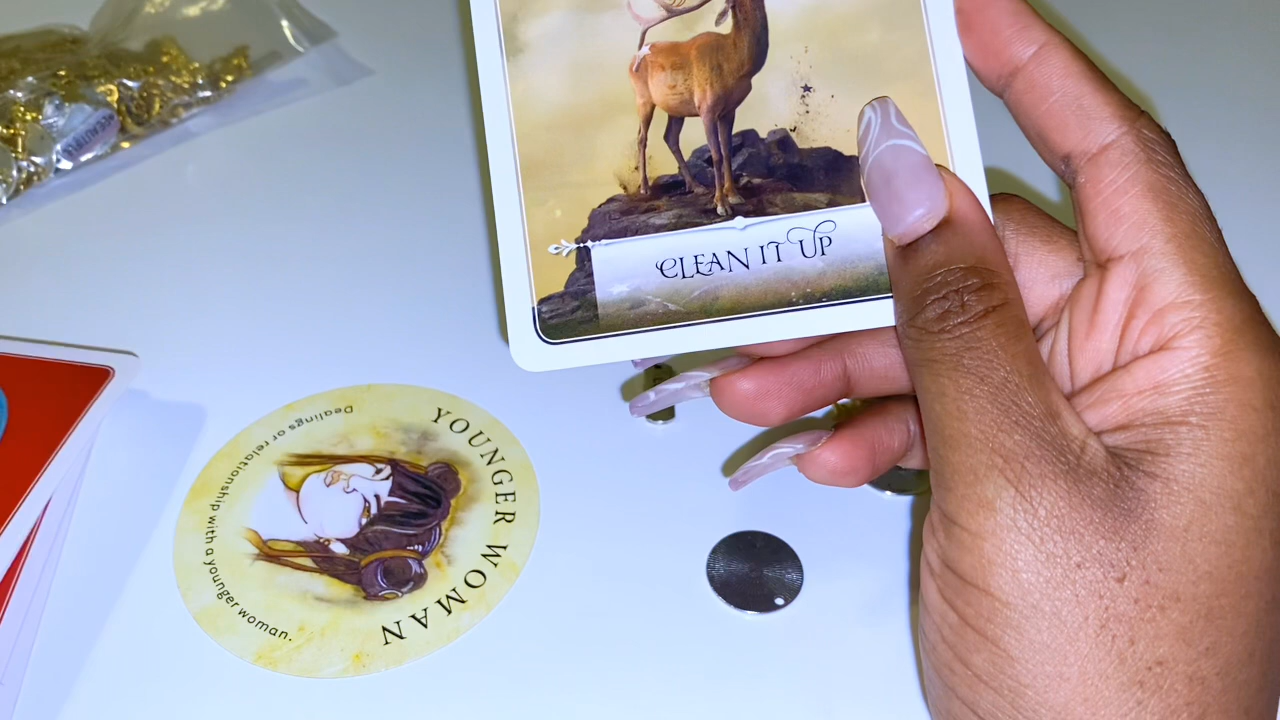 CLEAN IT UP
YOUNGER WOMAN
Dealings or relationship with a younger woman.